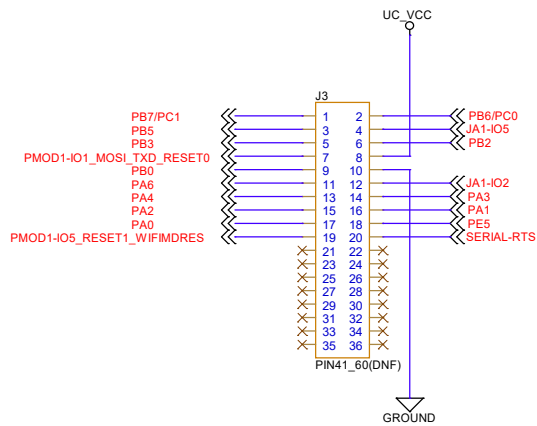 UC_VCC
J3
PB7/PC1 1 2 PB6/PC0
PB5 3 4 JA1-IO5
PB3 5 6 PB2
PMOD1-IO1_MOSI_TXD_RESET0 7 8
PB0 9 10
PA6 11 12 JA1-IO2
PA4 13 14 PA3
PA2 15 16 PA1
PA0 17 18 PE5
PMOD1-IO5_RESET1_WIFIMDRES 19 20 SERIAL-RTS
21 22
23 24
25 26
27 28
29 30
31 32
33 34
35 36
PIN41_60(DNF)
GROUND